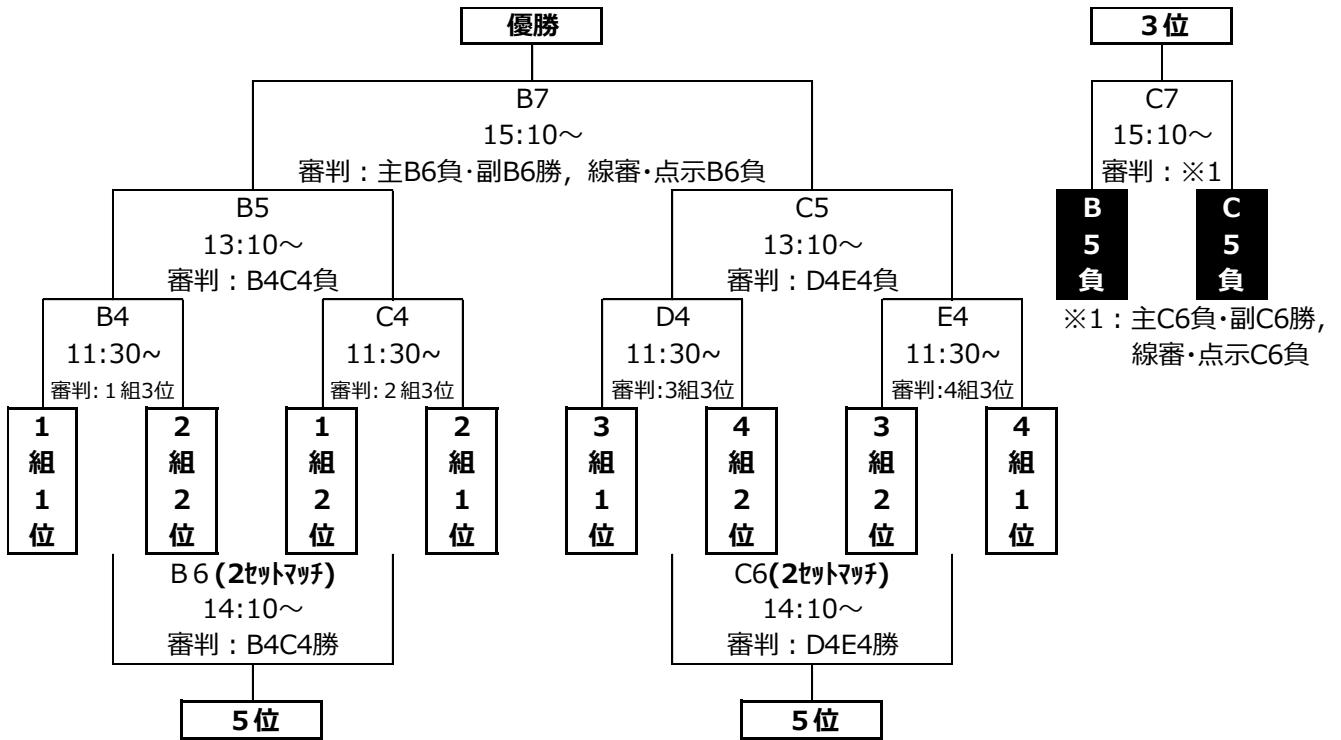 優勝
3位
B7
15:10～
審判：主B6負・副B6勝，線審・点示B6負
C7
15:10～
審判：※1
B5負
C5負
※1：主C6負・副C6勝，
線審・点示C6負
B5
13:10～
審判：B4C4負
C5
13:10～
審判：D4E4負
B4
11:30~
審判:１組3位
C4
11:30~
審判:２組3位
D4
11:30~
審判:3組3位
E4
11:30~
審判:4組3位
1組1位
2組2位
1組2位
2組1位
3組1位
4組2位
3組2位
4組1位
B６(2ｾｯﾄﾏｯﾁ)
14:10～
審判：B4C4勝
C6(2ｾｯﾄﾏｯﾁ)
14:10～
審判：D4E4勝
5位
5位